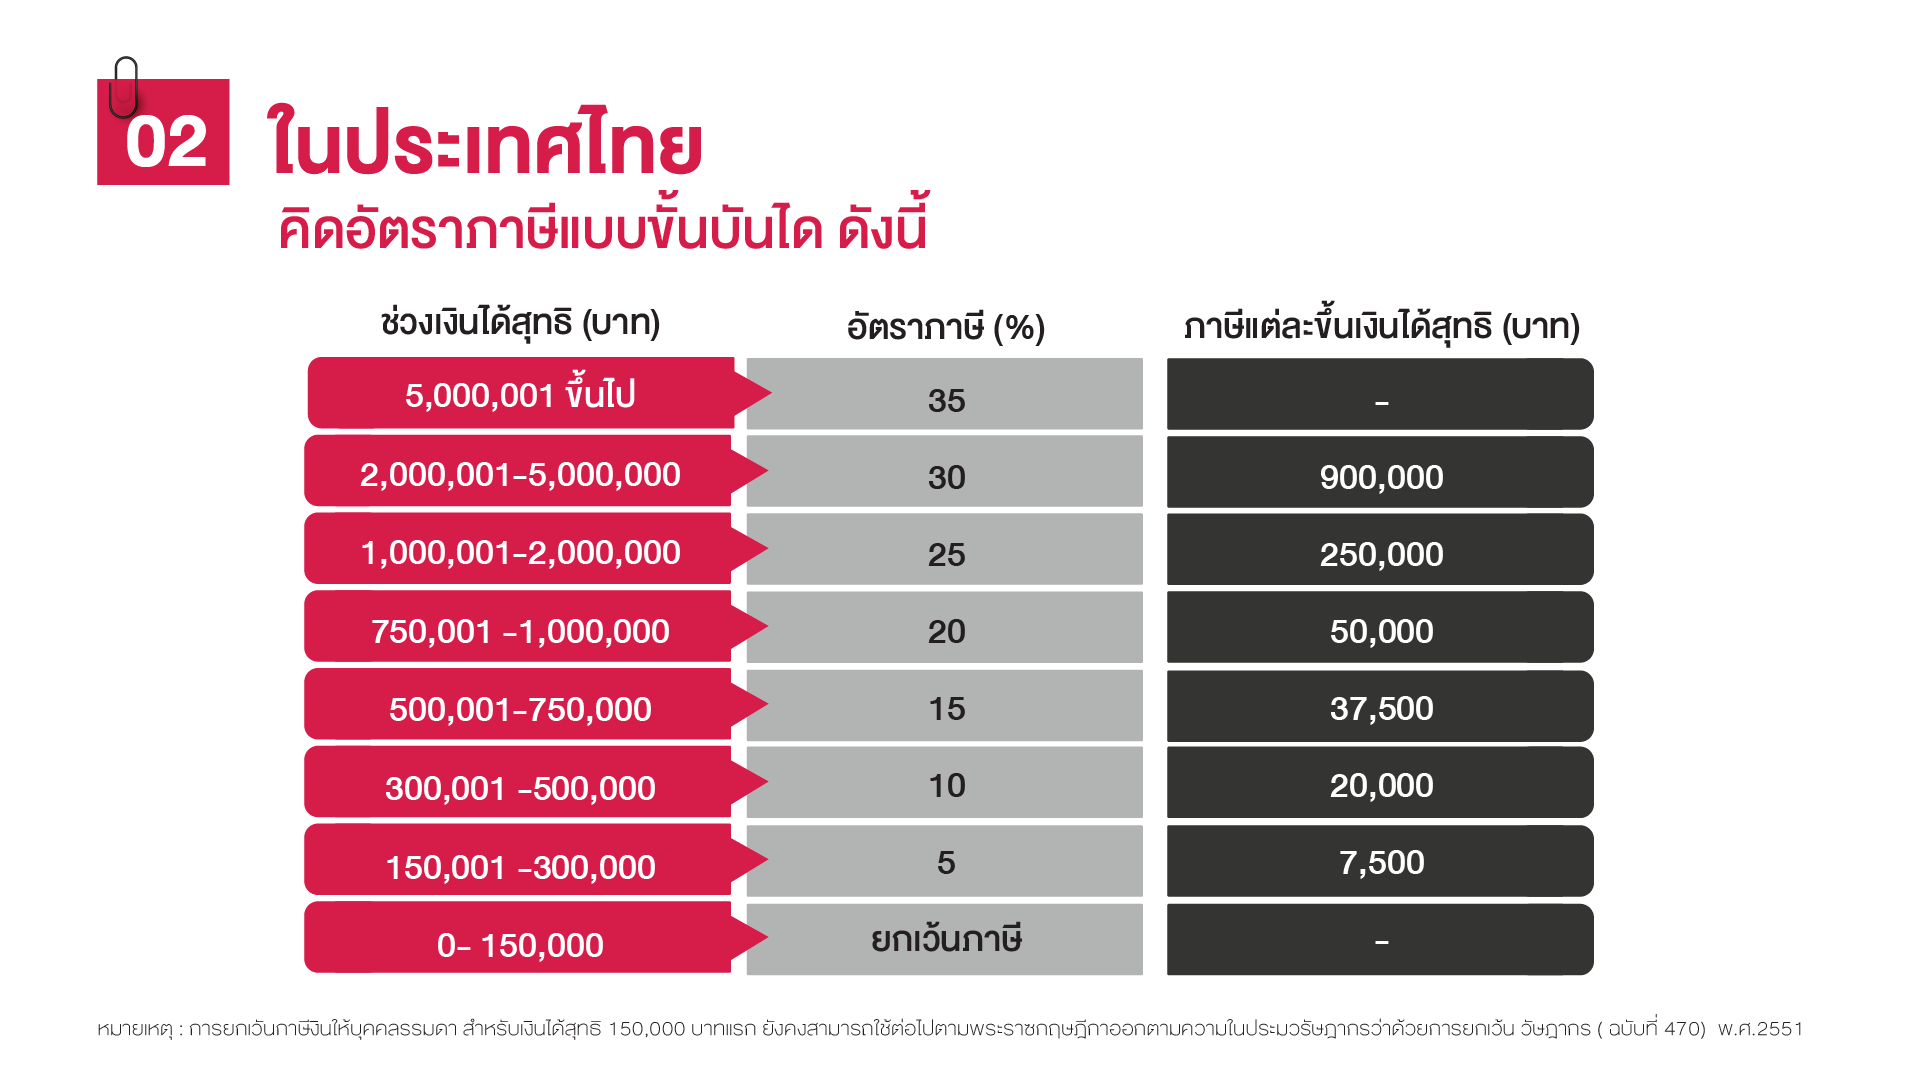 02
ในประเทศไทย
คิดอัตราภาษีแบบขั้นบันได ดังนี้
ช่วงเงินได้สุทธิ (บาท) อัตราภาษี (%) ภาษีแต่ละขึ้นเงินได้สุทธิ (บาท)
5,000,001 ขึ้นไป 35 -
2,000,001-5,000,000 30 900,000
1,000,001-2,000,000 25 250,000
750,001 -1,000,000 20 50,000
500,001-750,000 15 37,500
300,001 -500,000 10 20,000
150,001 -300,000 5 7,500
0- 150,000 ยกเว้นภาษี -
หมายเหตุ : การยกเว้นภาษีงินให้บุคคลรรมดา สำหรับเงินได้สุทธิ 150,000 บาทแรก ยังคงสามารถใช้ต่อไปตามพระราชกฤษฎีกาออกตามความในประมวรัษฎากรว่าด้วยการยกเว้น วัษฎากร ( ฉบับที่ 470) พ.ศ.2551